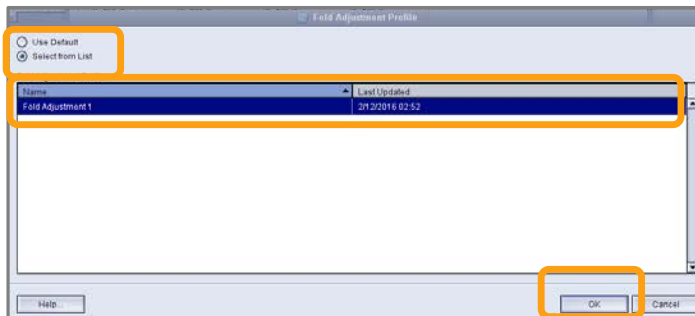 Fold Adjustment Profile
Use Default
Select from List
Name Last Updated
Fold Adjustment 1 2/12/2016 02:52
Help... OK Cancel